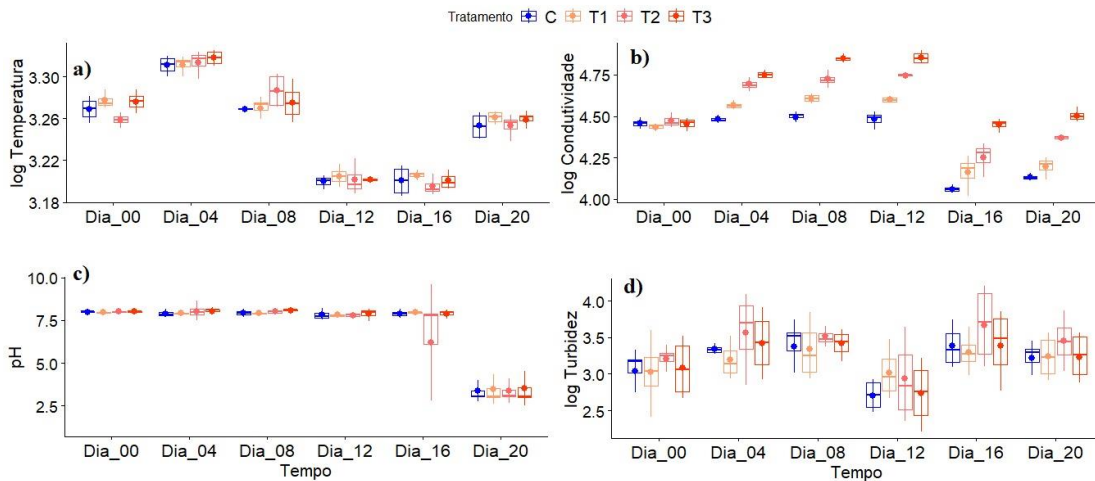 Tratamento C T1 T2 T3
a)
log Temperatura
3.30
3.26
3.22
3.18
Dia_00 Dia_04 Dia_08 Dia_12 Dia_16 Dia_20
b)
log Condutividade
4.75
4.50
4.25
4.00
Dia_00 Dia_04 Dia_08 Dia_12 Dia_16 Dia_20
c)
pH
10.0
7.5
5.0
2.5
Dia_00 Dia_04 Dia_08 Dia_12 Dia_16 Dia_20
Tempo
d)
log Turbidez
4.0
3.5
3.0
2.5
Dia_00 Dia_04 Dia_08 Dia_12 Dia_16 Dia_20
Tempo